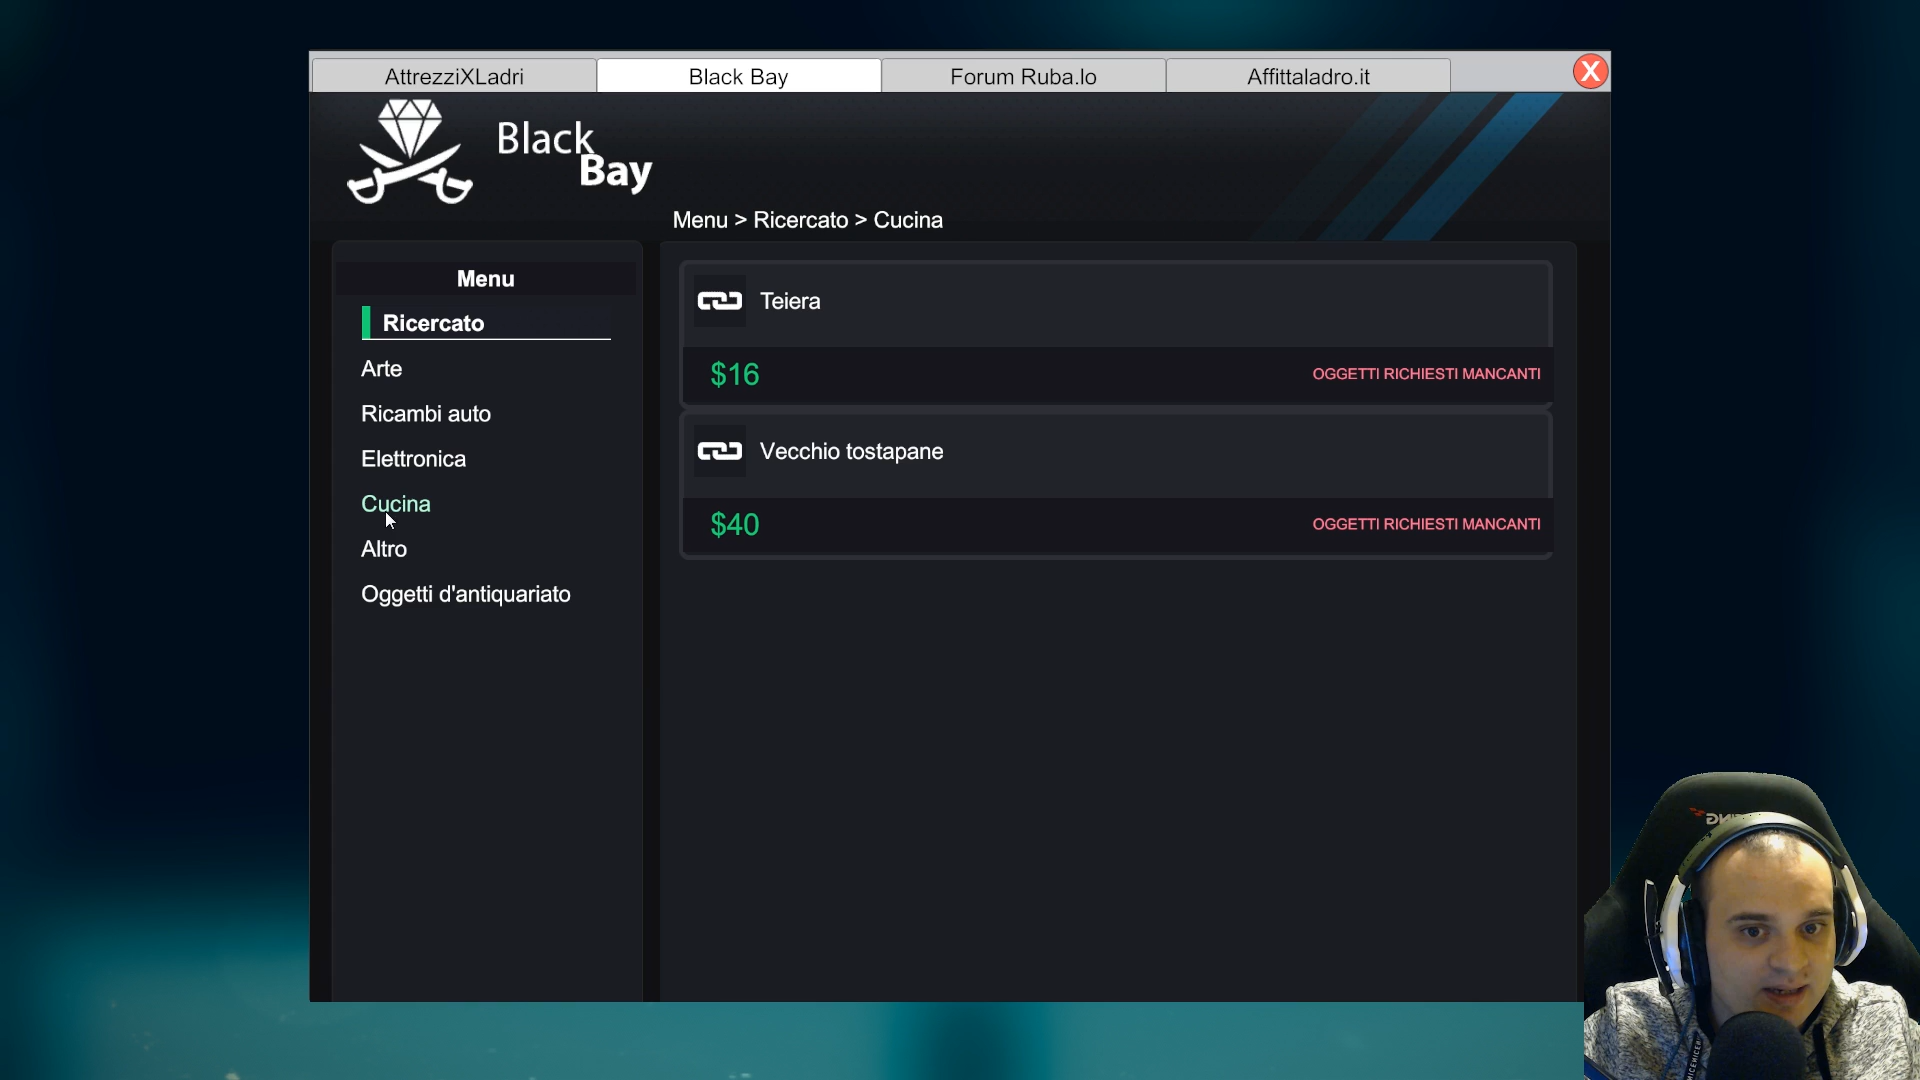 AttrezziXLadri
Black Bay
Forum Ruba.lo
Affittaladro.it
X
Black
Bay
Menu > Ricercato > Cucina
Menu
Ricercato
Arte
Ricambi auto
Elettronica
Cucina
Altro
Oggetti d'antiquariato
Teiera
$16
OGGETTI RICHIESTI MANCANTI
Vecchio tostapane
$40
OGGETTI RICHIESTI MANCANTI